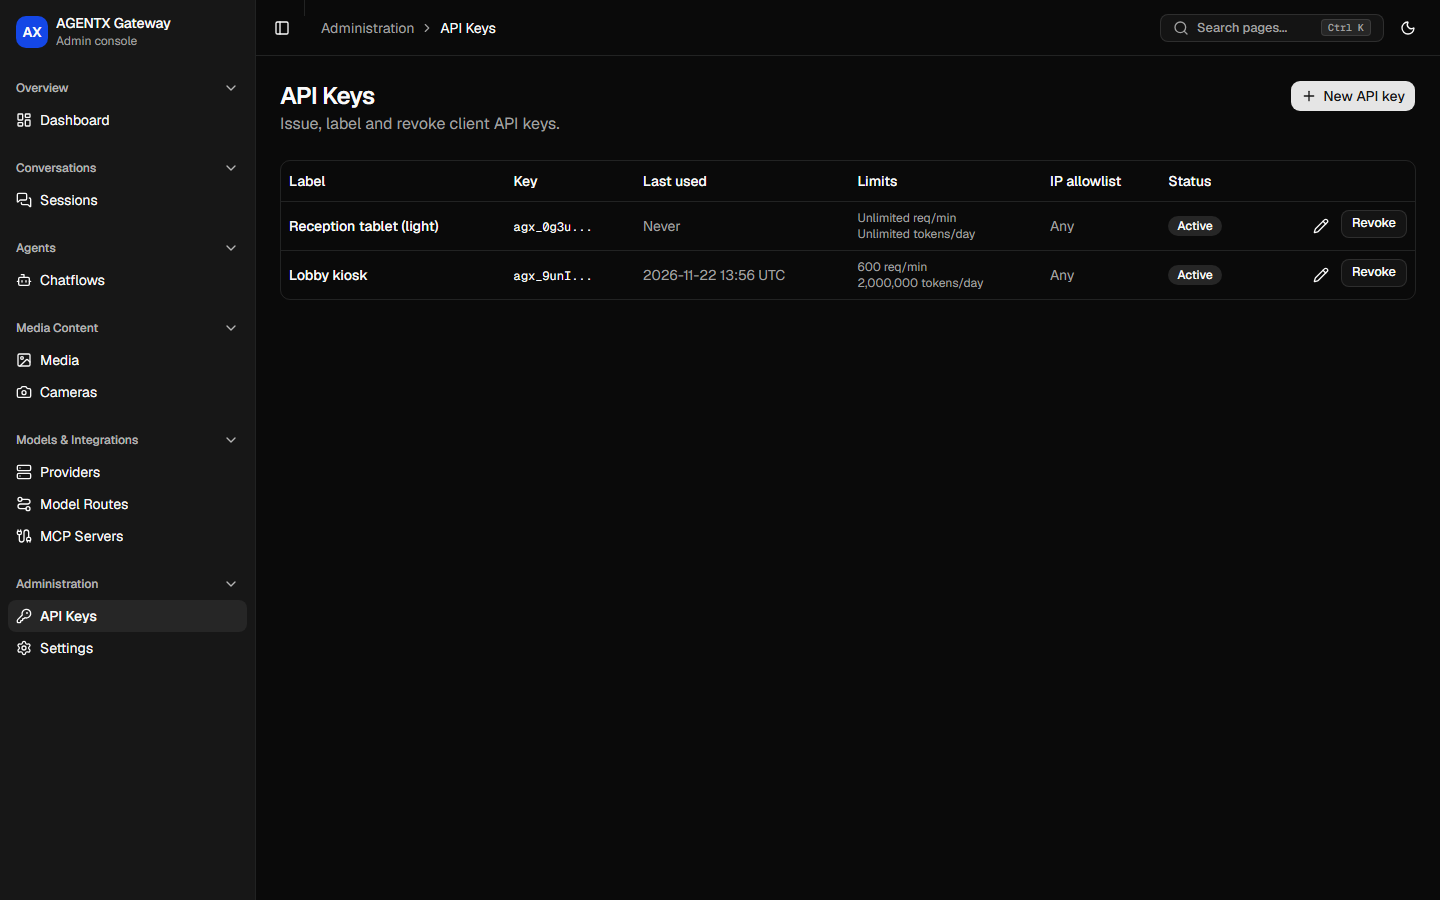 AX
AGENTX Gateway
Admin console
Overview
Dashboard
Conversations
Sessions
Agents
Chatflows
Media Content
Media
Cameras
Models & Integrations
Providers
Model Routes
MCP Servers
Administration
API Keys
Settings
Administration > API Keys
Search pages... Ctrl K
API Keys
Issue, label and revoke client API keys.
+ New API key
Label Key Last used Limits IP allowlist Status
Reception tablet (light) agx_0g3u... Never Unlimited req/min Any Active Revoke
Unlimited tokens/day
Lobby kiosk agx_9unI... 2026-11-22 13:56 UTC 600 req/min Any Active Revoke
2,000,000 tokens/day